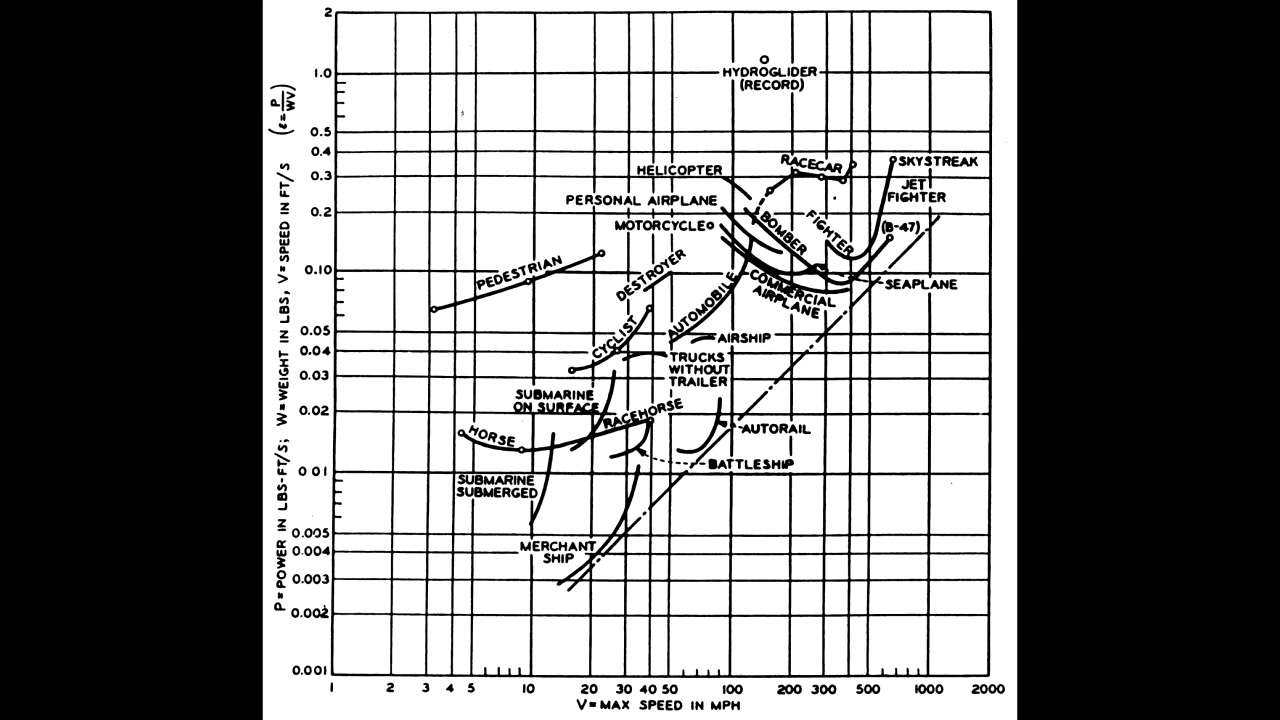 2
1.0
0.5
0.4
0.3
0.2
0.10
0.05
0.04
0.03
0.02
0 01
0.005
0.004
0.003
0.002
0.001
P=POWER IN LBS-FT/S; W=WEIGHT IN LBS, V=SPEED IN FT/S (ε=P/WV)
HYDROGLIDER
(RECORD)
RACECAR
SKYSTREAK
HELICOPTER
JET
FIGHTER
PERSONAL AIRPLANE
MOTORCYCLE
BOMBER
FIGHTER
(B-47)
PEDESTRIAN
DESTROYER
SEAPLANE
COMMERCIAL
AIRPLANE
AUTOMOBILE
CYCLIST
AIRSHIP
TRUCKS
WITHOUT
TRAILER
SUBMARINE
ON SURFACE
RACEHORSE
HORSE
AUTORAIL
BATTLESHIP
SUBMARINE
SUBMERGED
MERCHANT
SHIP
1 2 3 4 5 10 20 30 40 50 100 200 300 500 1000 2000
V=MAX SPEED IN MPH